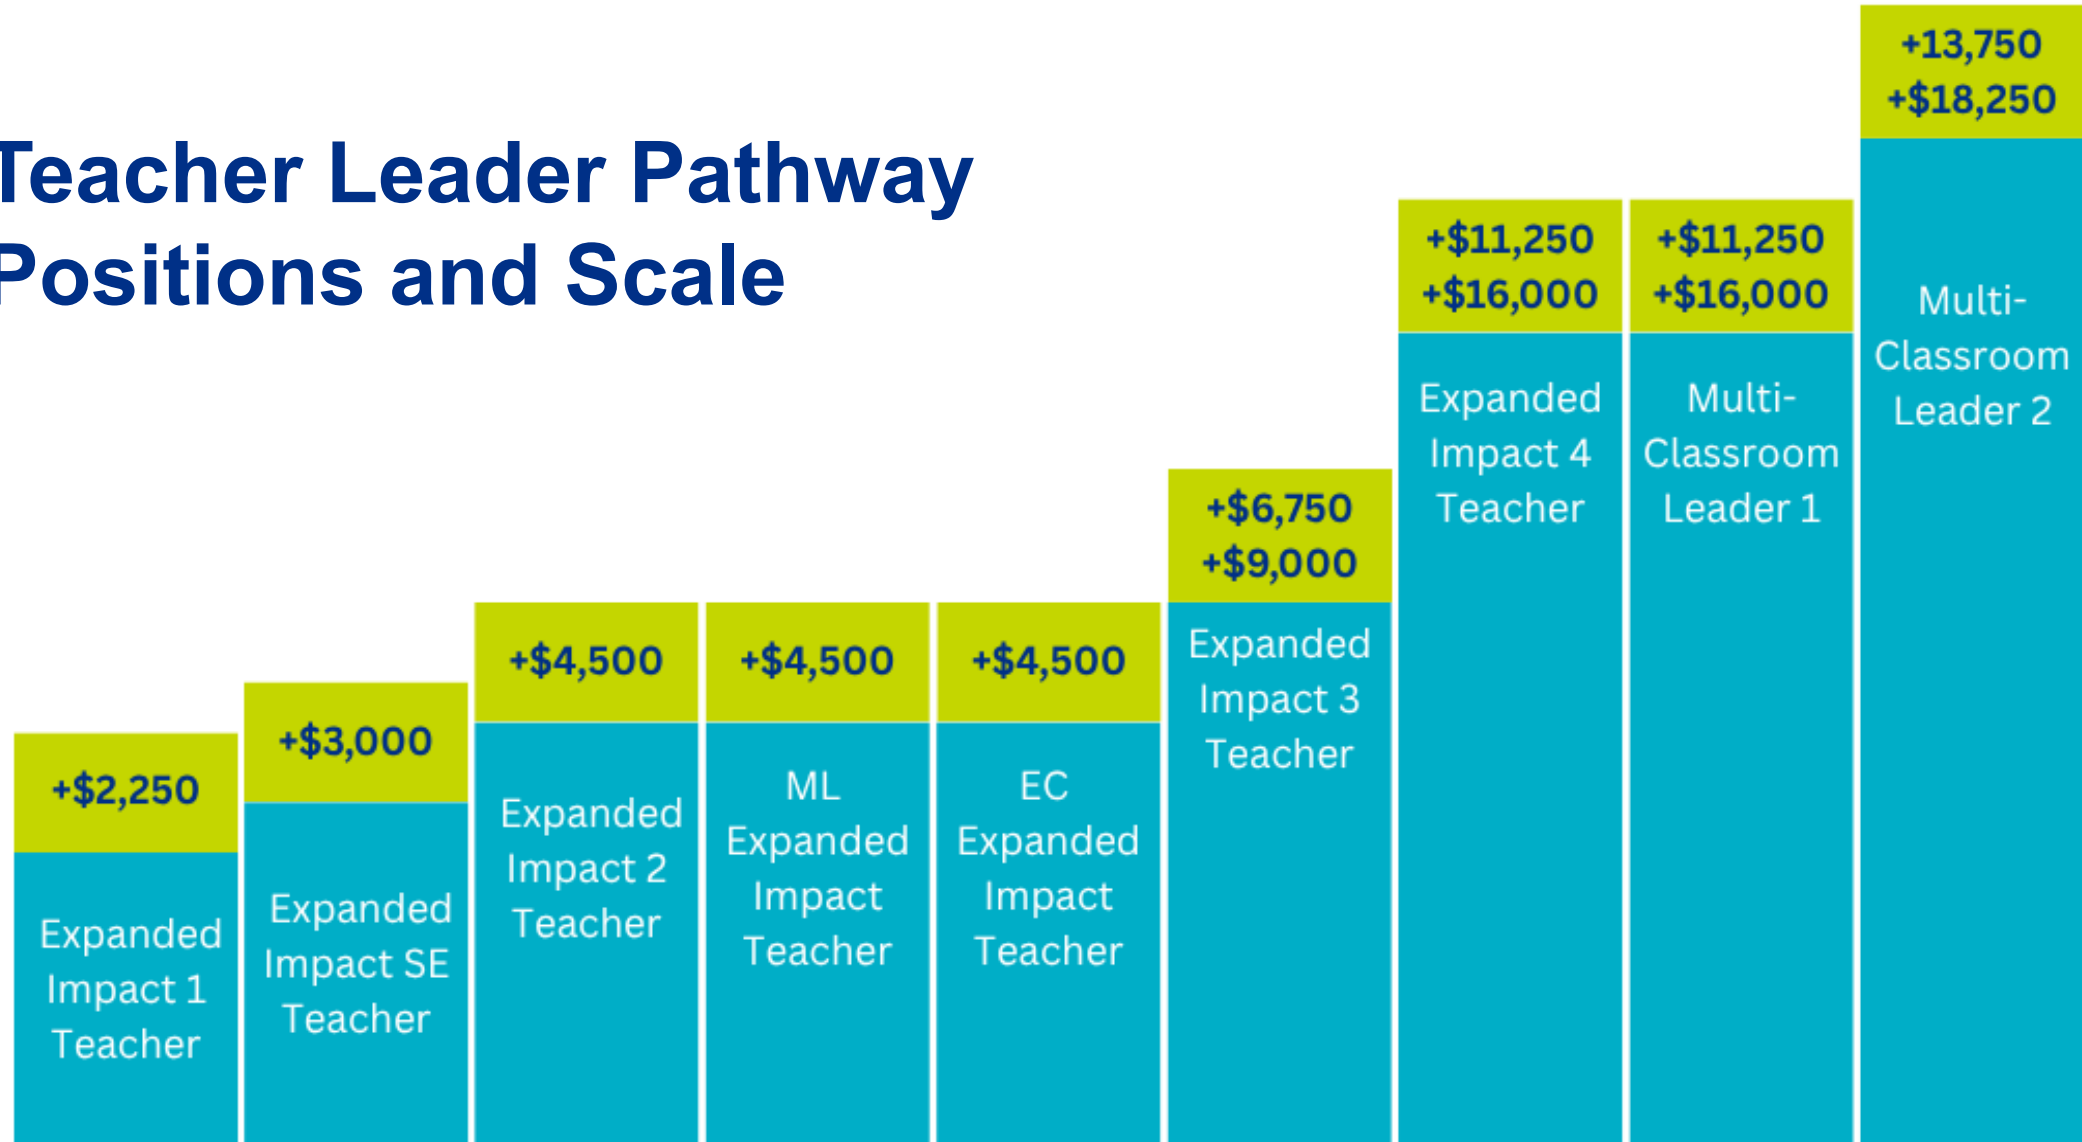 Teacher Leader Pathway
Positions and Scale
+$2,250
Expanded
Impact 1
Teacher
+$3,000
Expanded
Impact SE
Teacher
+$4,500
Expanded
Impact 2
Teacher
+$4,500
ML
Expanded
Impact
Teacher
+$4,500
EC
Expanded
Impact
Teacher
+$6,750
+$9,000
Expanded
Impact 3
Teacher
+$11,250
+$16,000
Expanded
Impact 4
Teacher
+$11,250
+$16,000
Multi-
Classroom
Leader 1
+13,750
+$18,250
Multi-
Classroom
Leader 2